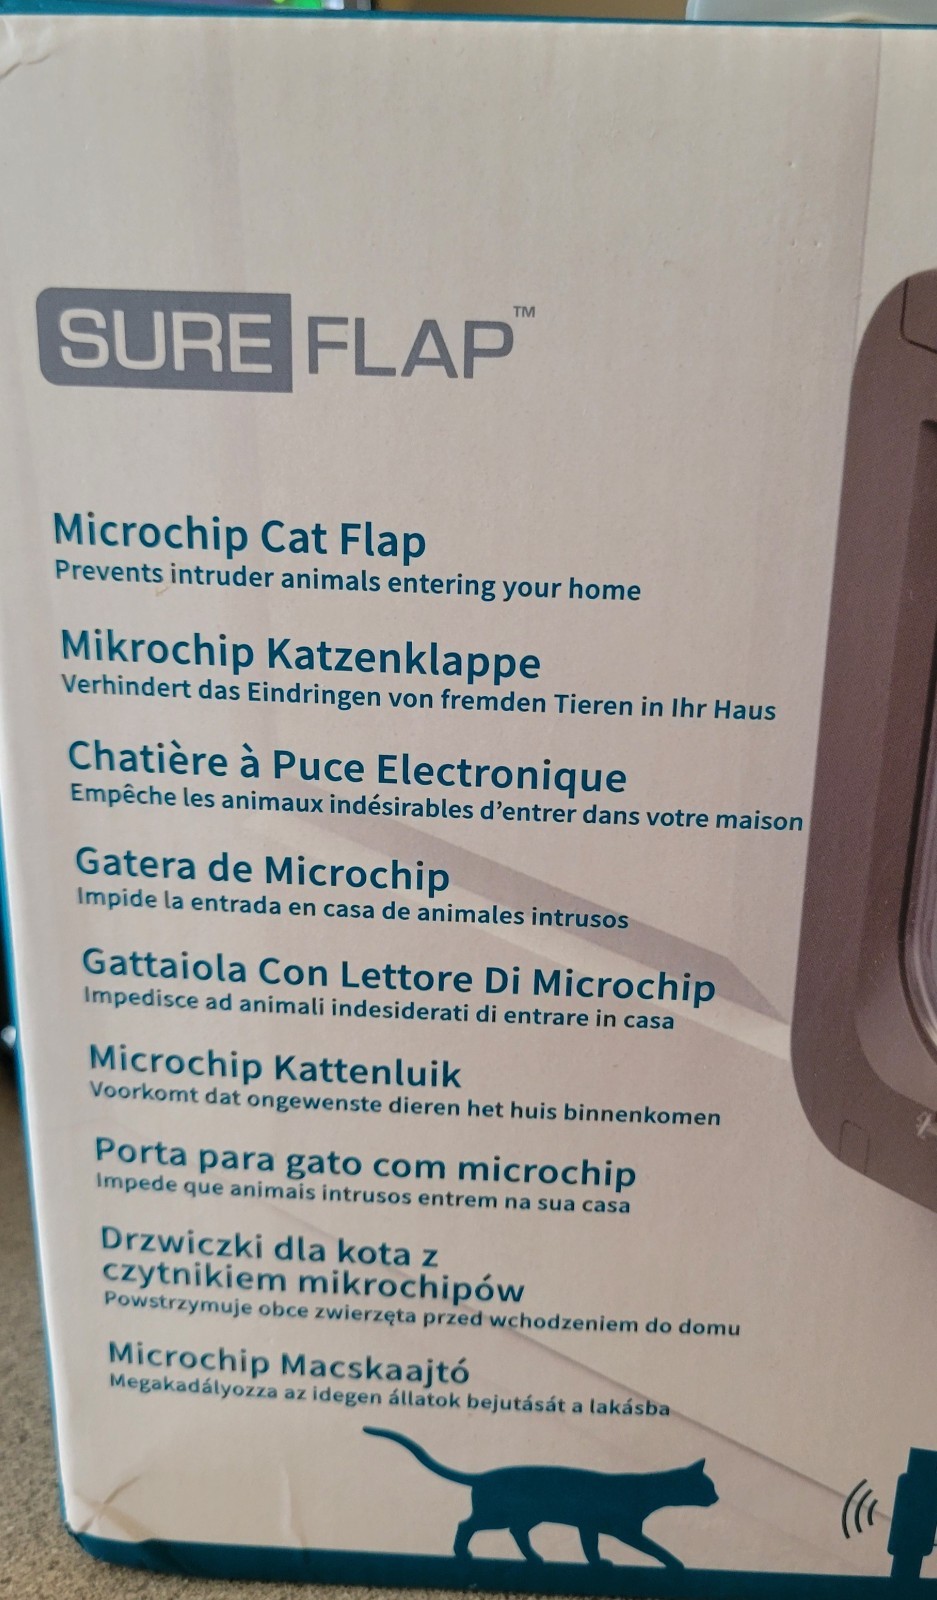 SURE FLAP™
Microchip Cat Flap
Prevents intruder animals entering your home
Mikrochip Katzenklappe
Verhindert das Eindringen von fremden Tieren in Ihr Haus
Chatière à Puce Electronique
Empêche les animaux indésirables d'entrer dans votre maison
Gatera de Microchip
Impide la entrada en casa de animales intrusos
Gattaiola Con Lettore Di Microchip
Impedisce ad animali indesiderati di entrare in casa
Microchip Kattenluik
Voorkomt dat ongewenste dieren het huis binnenkomen
Porta para gato com microchip
Impede que animais intrusos entrem na sua casa
Drzwiczki dla kota z
czytnikiem mikrochipów
Powstrzymuje obce zwierzęta przed wchodzeniem do domu
Microchip Macskaajtó
Megakadályozza az idegen állatok bejutását a lakásba